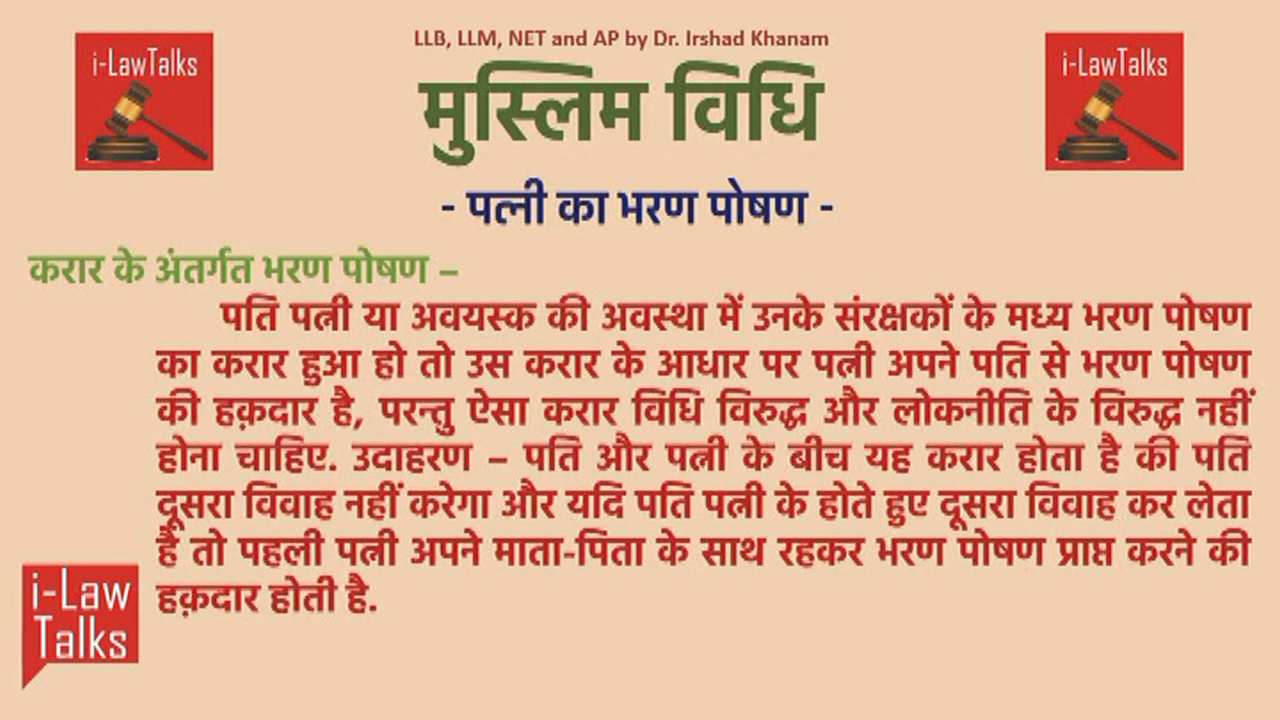 i-LawTalks
LLB, LLM, NET and AP by Dr. Irshad Khanam
i-LawTalks
मुस्लिम विधि
- पत्नी का भरण पोषण -
करार के अंतर्गत भरण पोषण –
पति पत्नी या अवयस्क की अवस्था में उनके संरक्षकों के मध्य भरण पोषण
का करार हुआ हो तो उस करार के आधार पर पत्नी अपने पति से भरण पोषण
की हक़दार है, परन्तु ऐसा करार विधि विरुद्ध और लोकनीति के विरुद्ध नहीं
होना चाहिए. उदाहरण – पति और पत्नी के बीच यह करार होता है की पति
दूसरा विवाह नहीं करेगा और यदि पति पत्नी के होते हुए दूसरा विवाह कर लेता
है तो पहली पत्नी अपने माता-पिता के साथ रहकर भरण पोषण प्राप्त करने की
हक़दार होती है.
i-Law
Talks